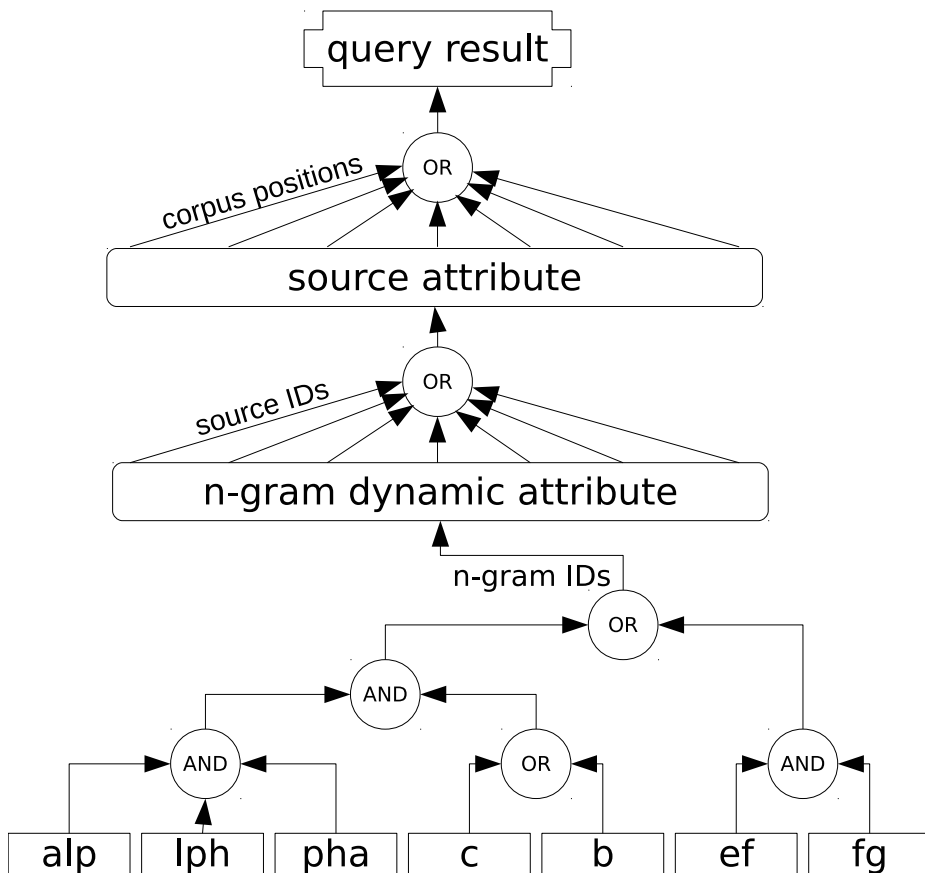 query result
OR
corpus positions
source attribute
OR
source IDs
n-gram dynamic attribute
n-gram IDs
OR
AND
AND
OR
AND
alp
lph
pha
c
b
ef
fg